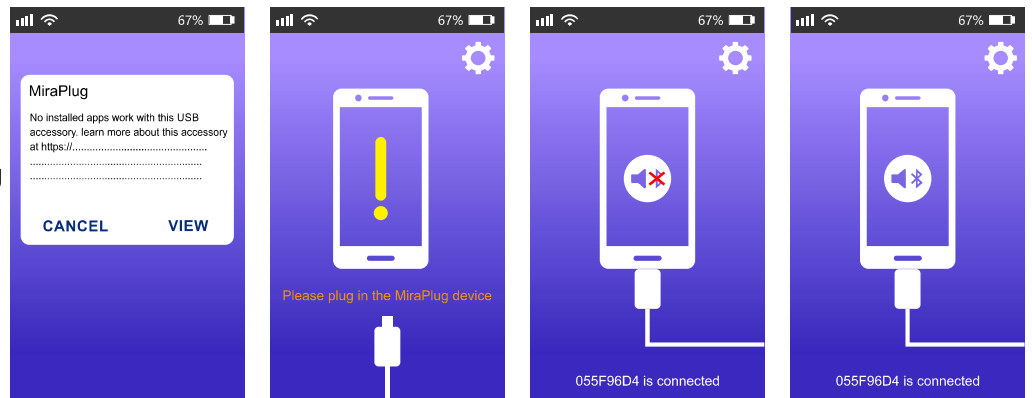 67%
MiraPlug
No installed apps work with this USB
accessory. learn more about this accessory
at https://..............................................
..........................................................
..........................................................
CANCEL VIEW
67%
Please plug in the MiraPlug device
67%
055F96D4 is connected
67%
055F96D4 is connected